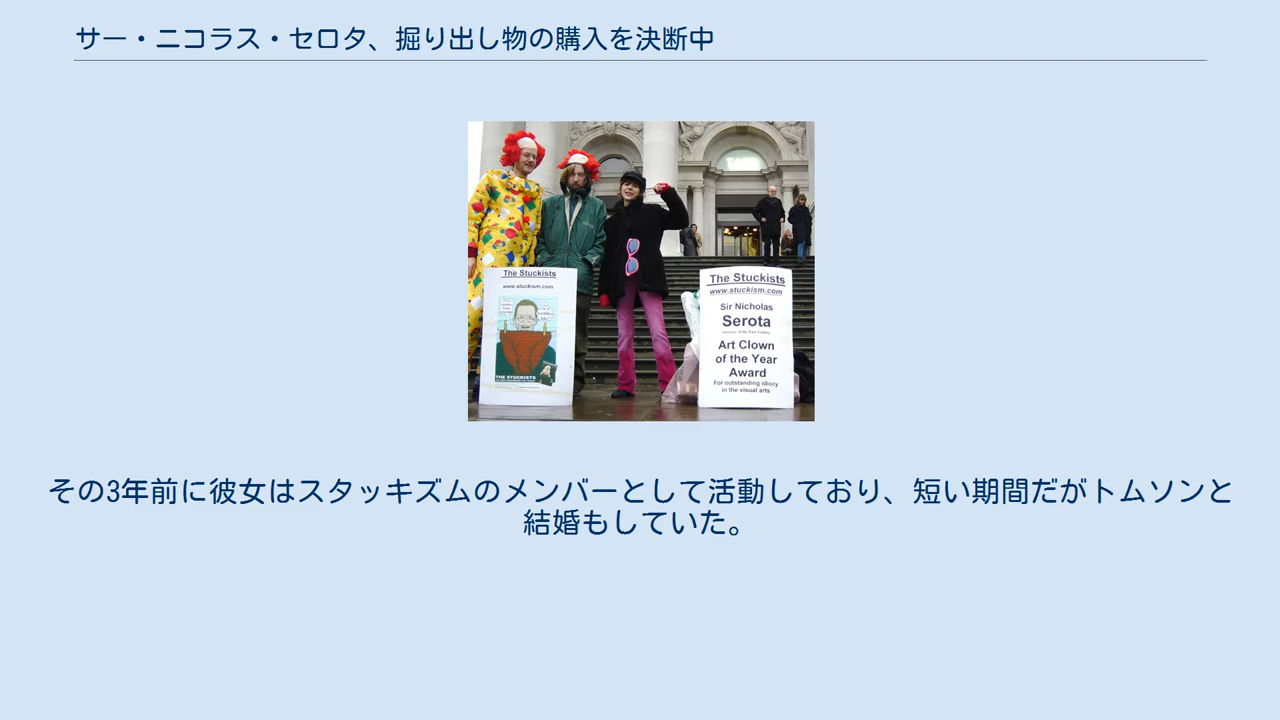 サー・ニコラス・セロタ、掘り出し物の購入を決断中
The Stuckists
www.stuckism.com
THE STUCKISTS
The Stuckists
www.stuckism.com
Sir Nicholas
Serota
Art Clown
of the Year
Award
For outstanding idiocy
in the visual arts
その3年前に彼女はスタッキズムのメンバーとして活動しており、短い期間だがトムソンと
結婚もしていた。